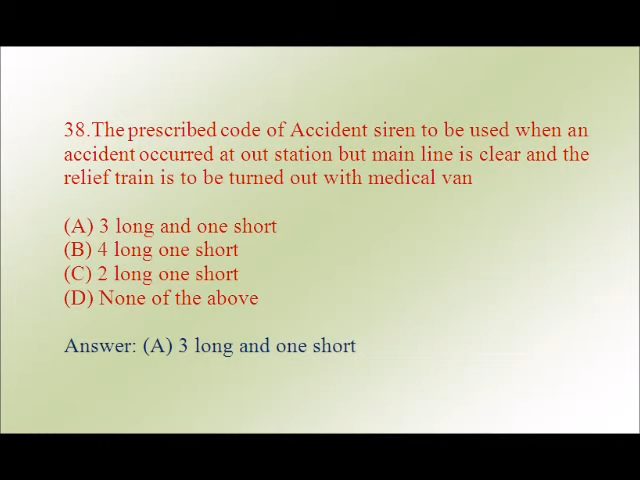 38.The prescribed code of Accident siren to be used when an
accident occurred at out station but main line is clear and the
relief train is to be turned out with medical van
(A) 3 long and one short
(B) 4 long one short
(C) 2 long one short
(D) None of the above
Answer: (A) 3 long and one short